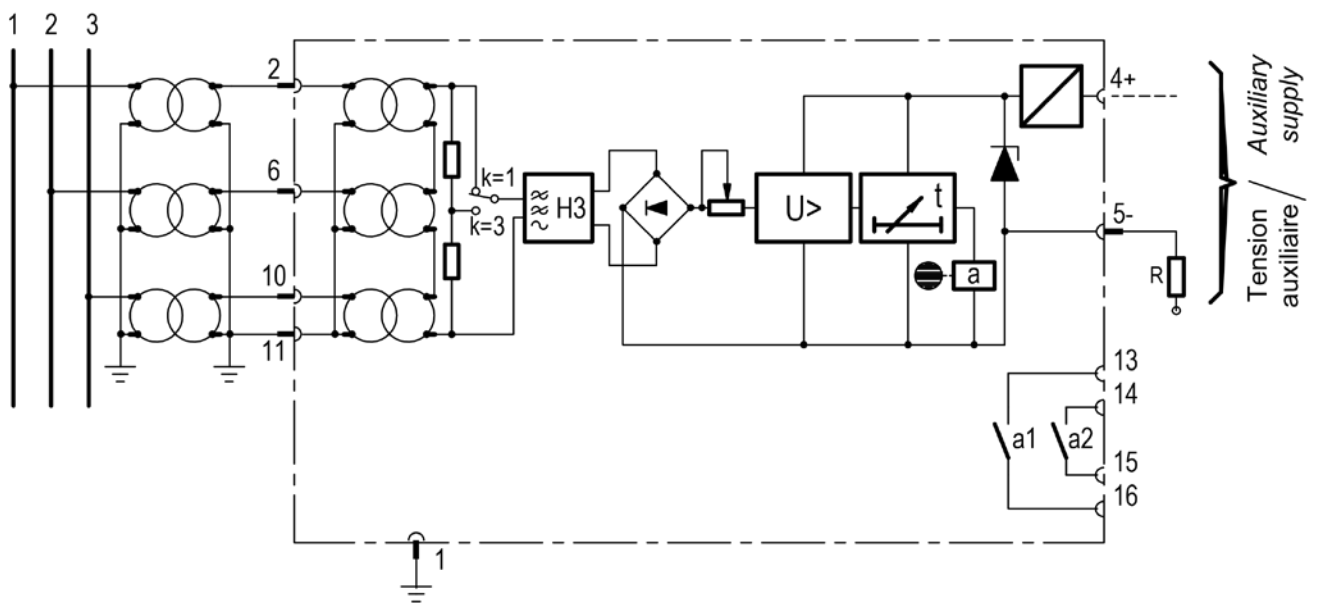 1 2 3
2
6
10
11
k=1
k=3
H3
U>
t
a
4+
5-
R
Auxiliary
supply
/
Tension
auxiliaire
13
14
a1
a2
15
16
1